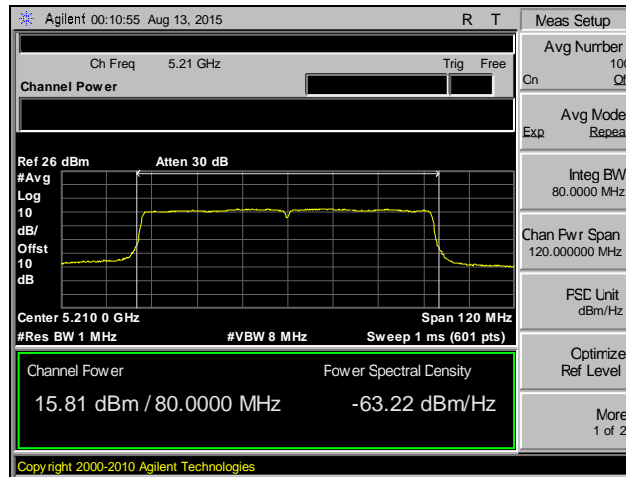 Agilent 00:10:55 Aug 13, 2015 R T
Meas Setup
Ch Freq 5.21 GHz Trig Free
Channel Power
Avg Number
100
On Of
Avg Mode
Exp Repea
Integ BW
80.0000 MHz
Chan Pwr Span
120.000000 MHz
PSD Unit
dBm/Hz
Optimize
Ref Level
More
1 of 2
Ref 26 dBm Atten 30 dB
#Avg
Log
10
dB/
Offst
10
dB
Center 5.210 0 GHz Span 120 MHz
#Res BW 1 MHz #VBW 8 MHz Sweep 1 ms (601 pts)
Channel Power Power Spectral Density
15.81 dBm / 80.0000 MHz -63.22 dBm/Hz
Copyright 2000-2010 Agilent Technologies